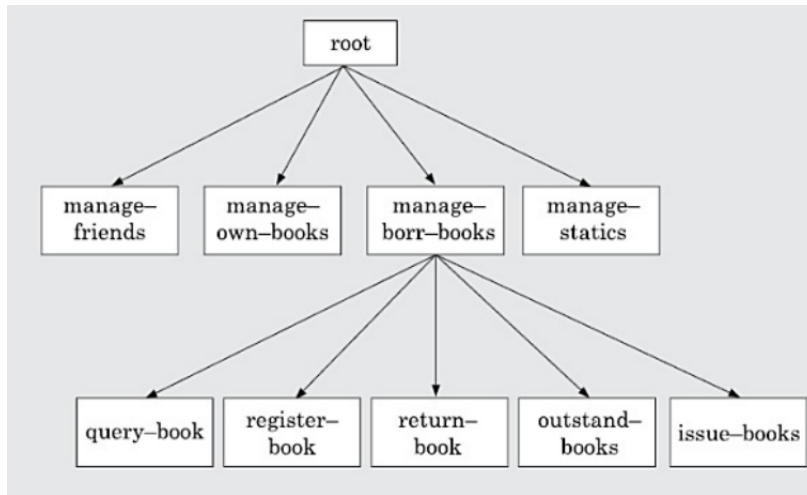 root
manage–
friends
manage–
own–books
manage–
borr–books
manage–
statics
query–book
register–
book
return–
book
outstand–
books
issue–books